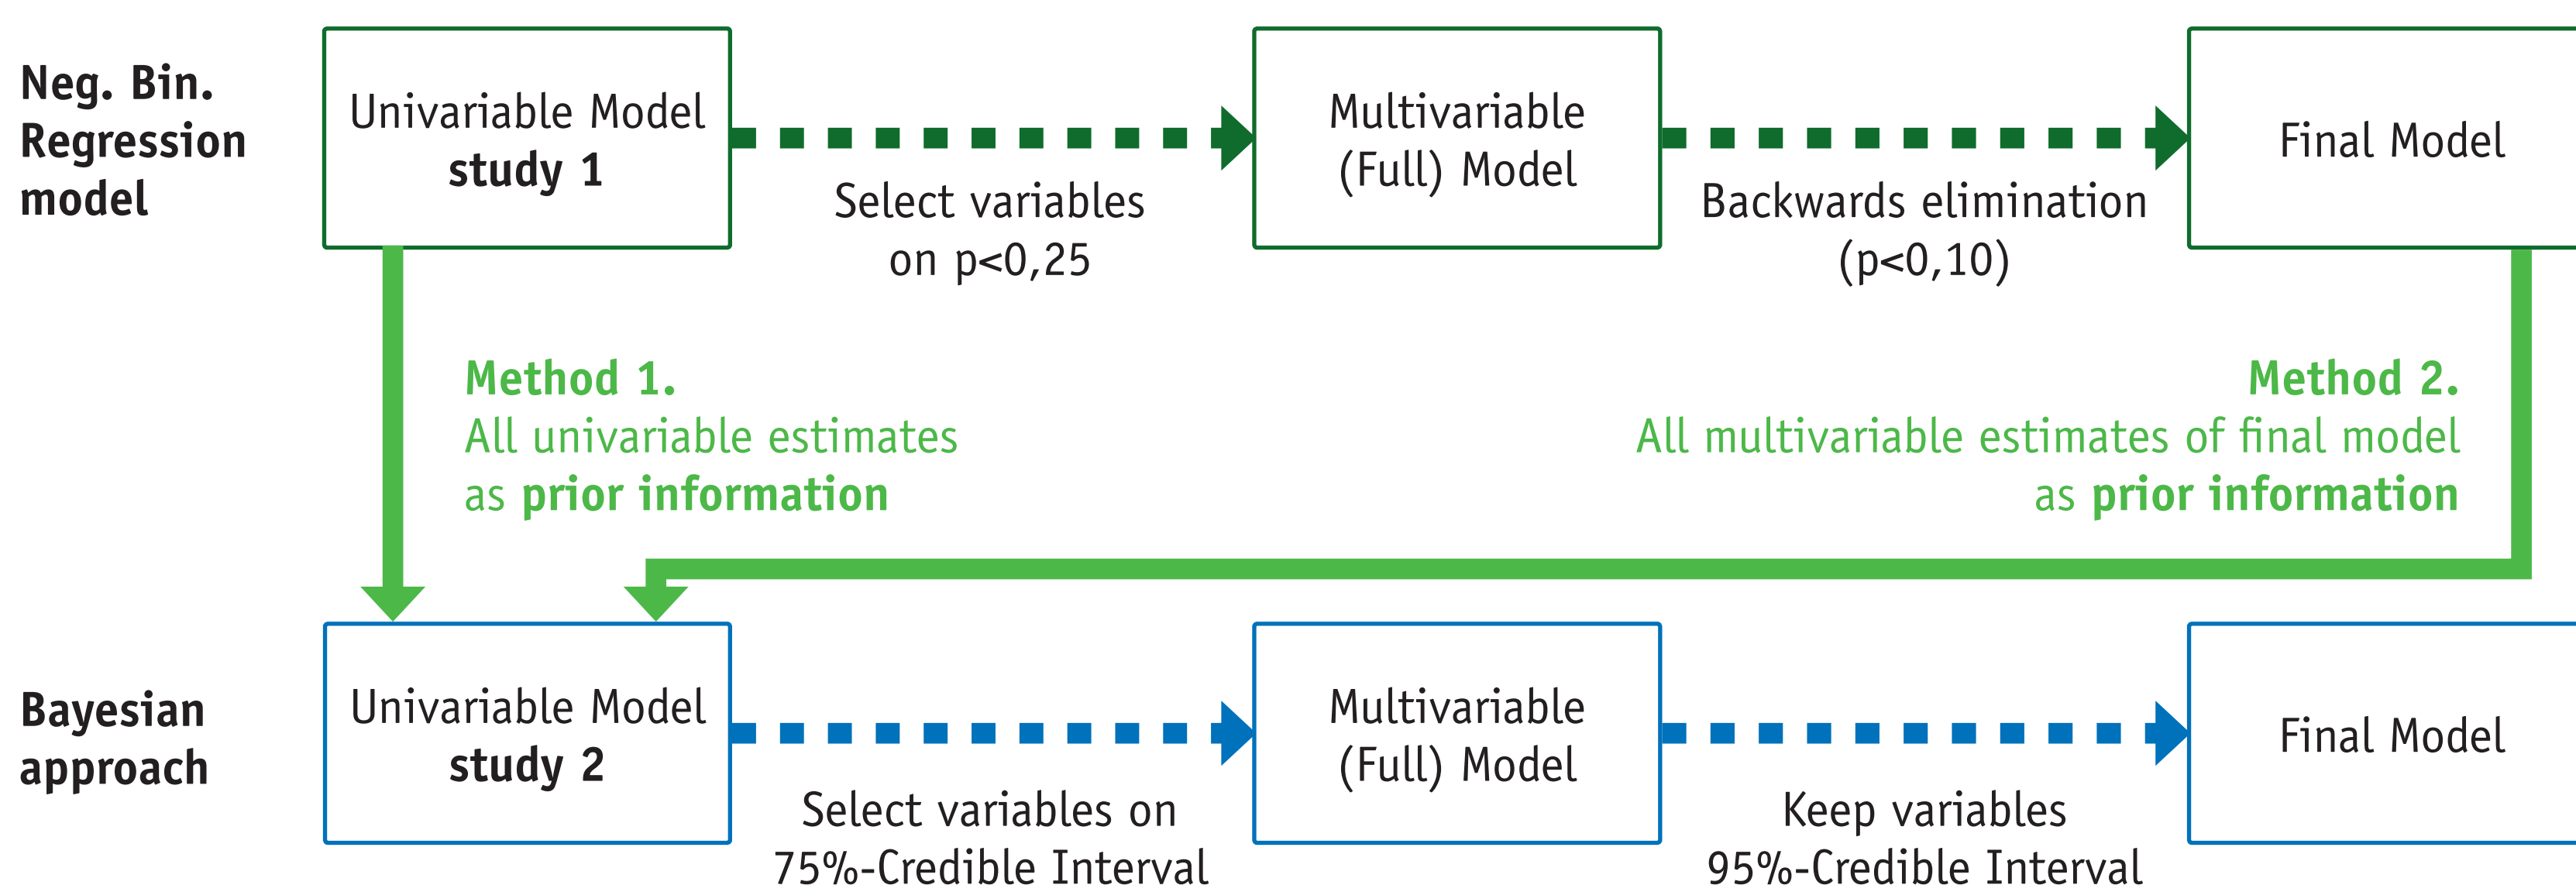 Neg. Bin.
Regression
model
Univariable Model
study 1
Select variables
on p<0,25
Multivariable
(Full) Model
Backwards elimination
(p<0,10)
Final Model
Method 1.
All univariable estimates
as prior information
Method 2.
All multivariable estimates of final model
as prior information
Bayesian
approach
Univariable Model
study 2
Select variables on
75%-Credible Interval
Multivariable
(Full) Model
Keep variables
95%-Credible Interval
Final Model